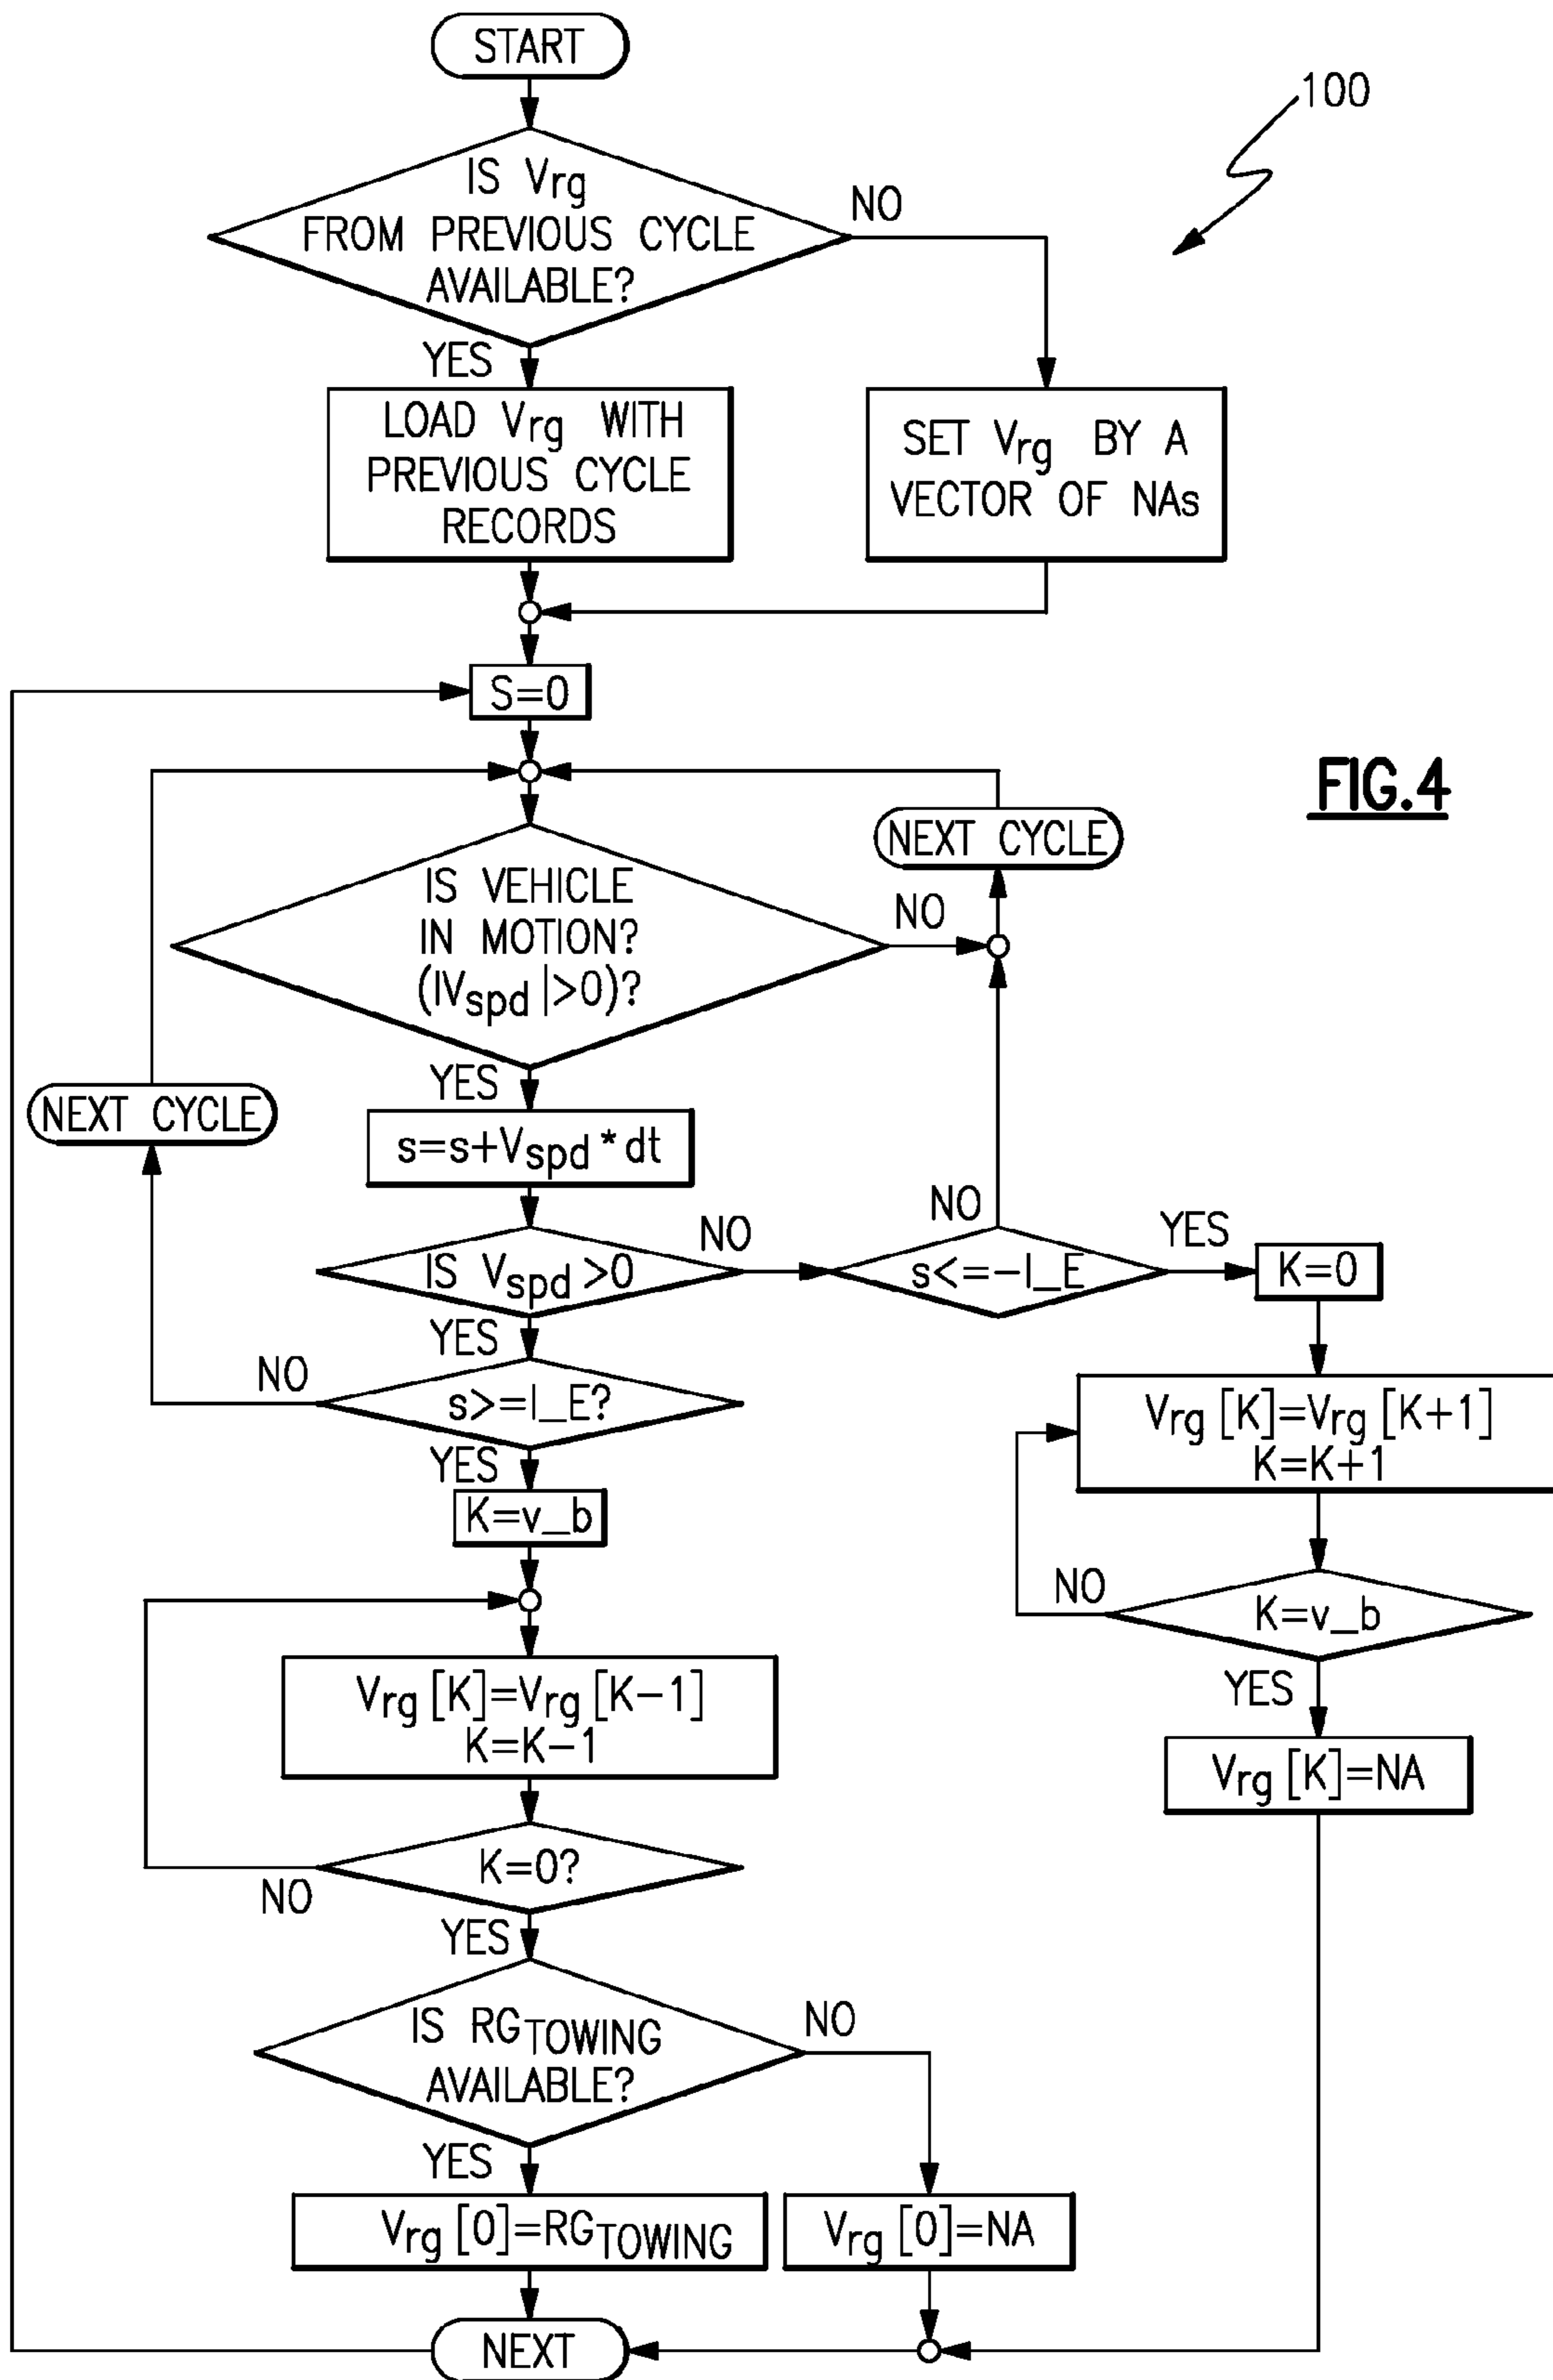 START
100
IS Vrg
FROM PREVIOUS CYCLE
AVAILABLE?
NO
YES
LOAD Vrg WITH
PREVIOUS CYCLE
RECORDS
SET Vrg BY A
VECTOR OF NAs
S=0
FIG.4
NEXT CYCLE
IS VEHICLE
IN MOTION?
(IVspd|>0)?
NO
YES
NEXT CYCLE
s=s+Vspd*dt
IS Vspd>0
NO
NO
s<=-I_E
YES
K=0
YES
NO
s>=I_E?
Vrg[K]=Vrg[K+1]
K=K+1
YES
K=v_b
NO
K=v_b
Vrg[K]=Vrg[K-1]
K=K-1
YES
Vrg[K]=NA
K=0?
NO
YES
IS RGTOWING
AVAILABLE?
NO
YES
Vrg[0]=RGTOWING
Vrg[0]=NA
NEXT